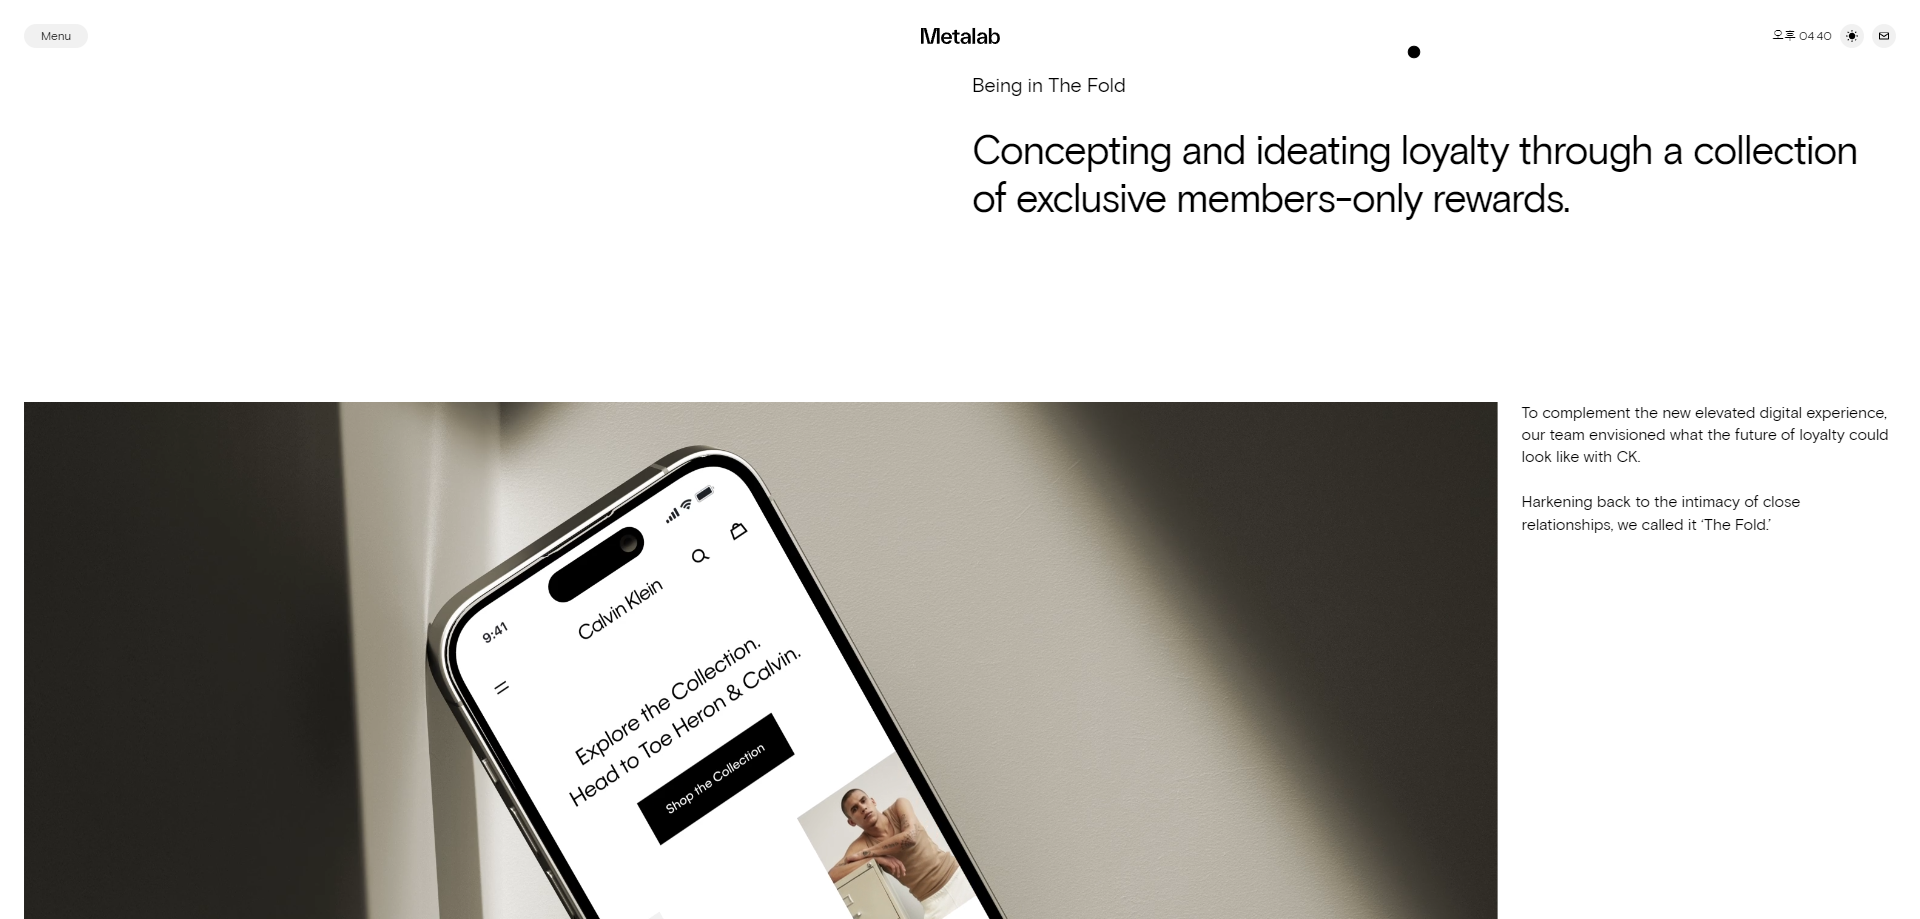 Menu
Metalab
오후 04 40
Being in The Fold
Concepting and ideating loyalty through a collection
of exclusive members-only rewards.
To complement the new elevated digital experience,
our team envisioned what the future of loyalty could
look like with CK.
Harkening back to the intimacy of close
relationships, we called it ‘The Fold.’
9:41
Calvin Klein
Explore the Collection.
Head to Toe Heron & Calvin.
Shop the Collection